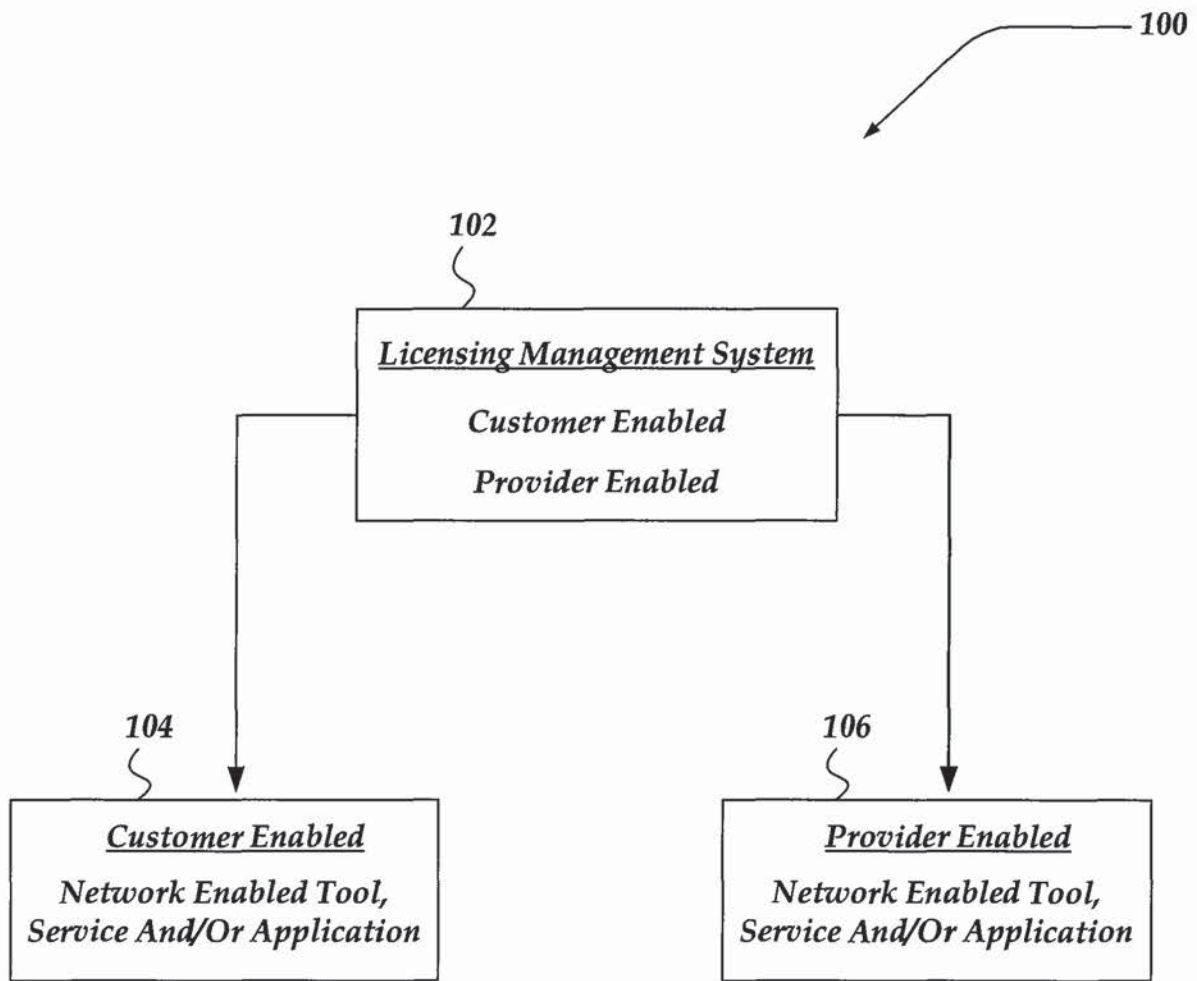 100
102
Licensing Management System
Customer Enabled
Provider Enabled
104
Customer Enabled
Network Enabled Tool,
Service And/Or Application
106
Provider Enabled
Network Enabled Tool,
Service And/Or Application